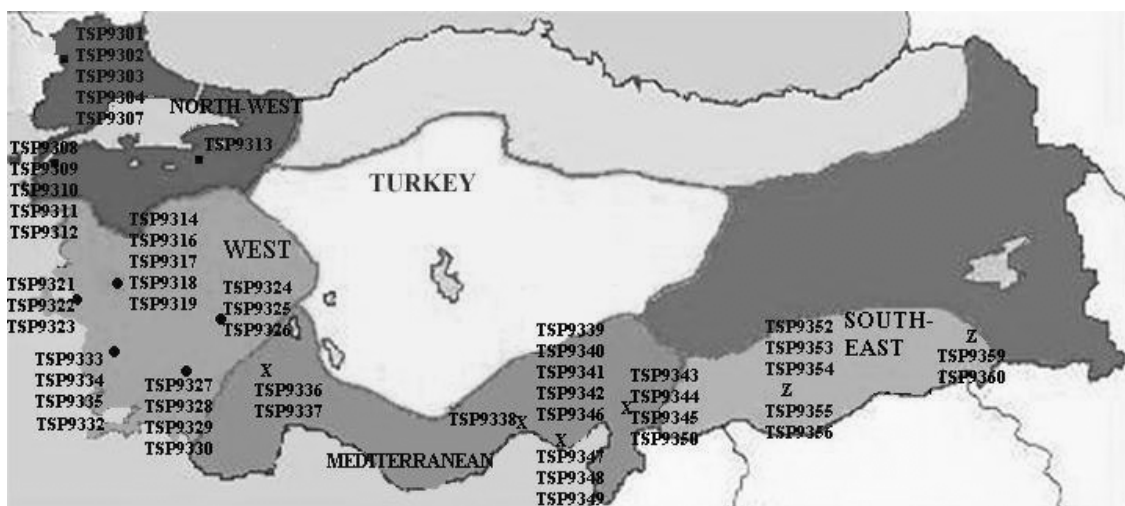 TSP9301
TSP9302
TSP9303
TSP9304
TSP9307
NORTH-WEST
TSP9313
TSP9308
TSP9309
TSP9310
TSP9311
TSP9312
TURKEY
TSP9314
TSP9316
TSP9317
TSP9318
TSP9319
WEST
TSP9321
TSP9322
TSP9323
TSP9324
TSP9325
TSP9326
TSP9333
TSP9334
TSP9335
TSP9332
TSP9327
TSP9328
TSP9329
TSP9330
X
TSP9336
TSP9337
MEDITERRANEAN
TSP9338
X
TSP9339
TSP9340
TSP9341
TSP9342
TSP9346
X
TSP9347
TSP9348
TSP9349
TSP9343
TSP9344
X
TSP9345
TSP9350
TSP9352
TSP9353
TSP9354
Z
TSP9355
TSP9356
SOUTH-
EAST
Z
TSP9359
TSP9360